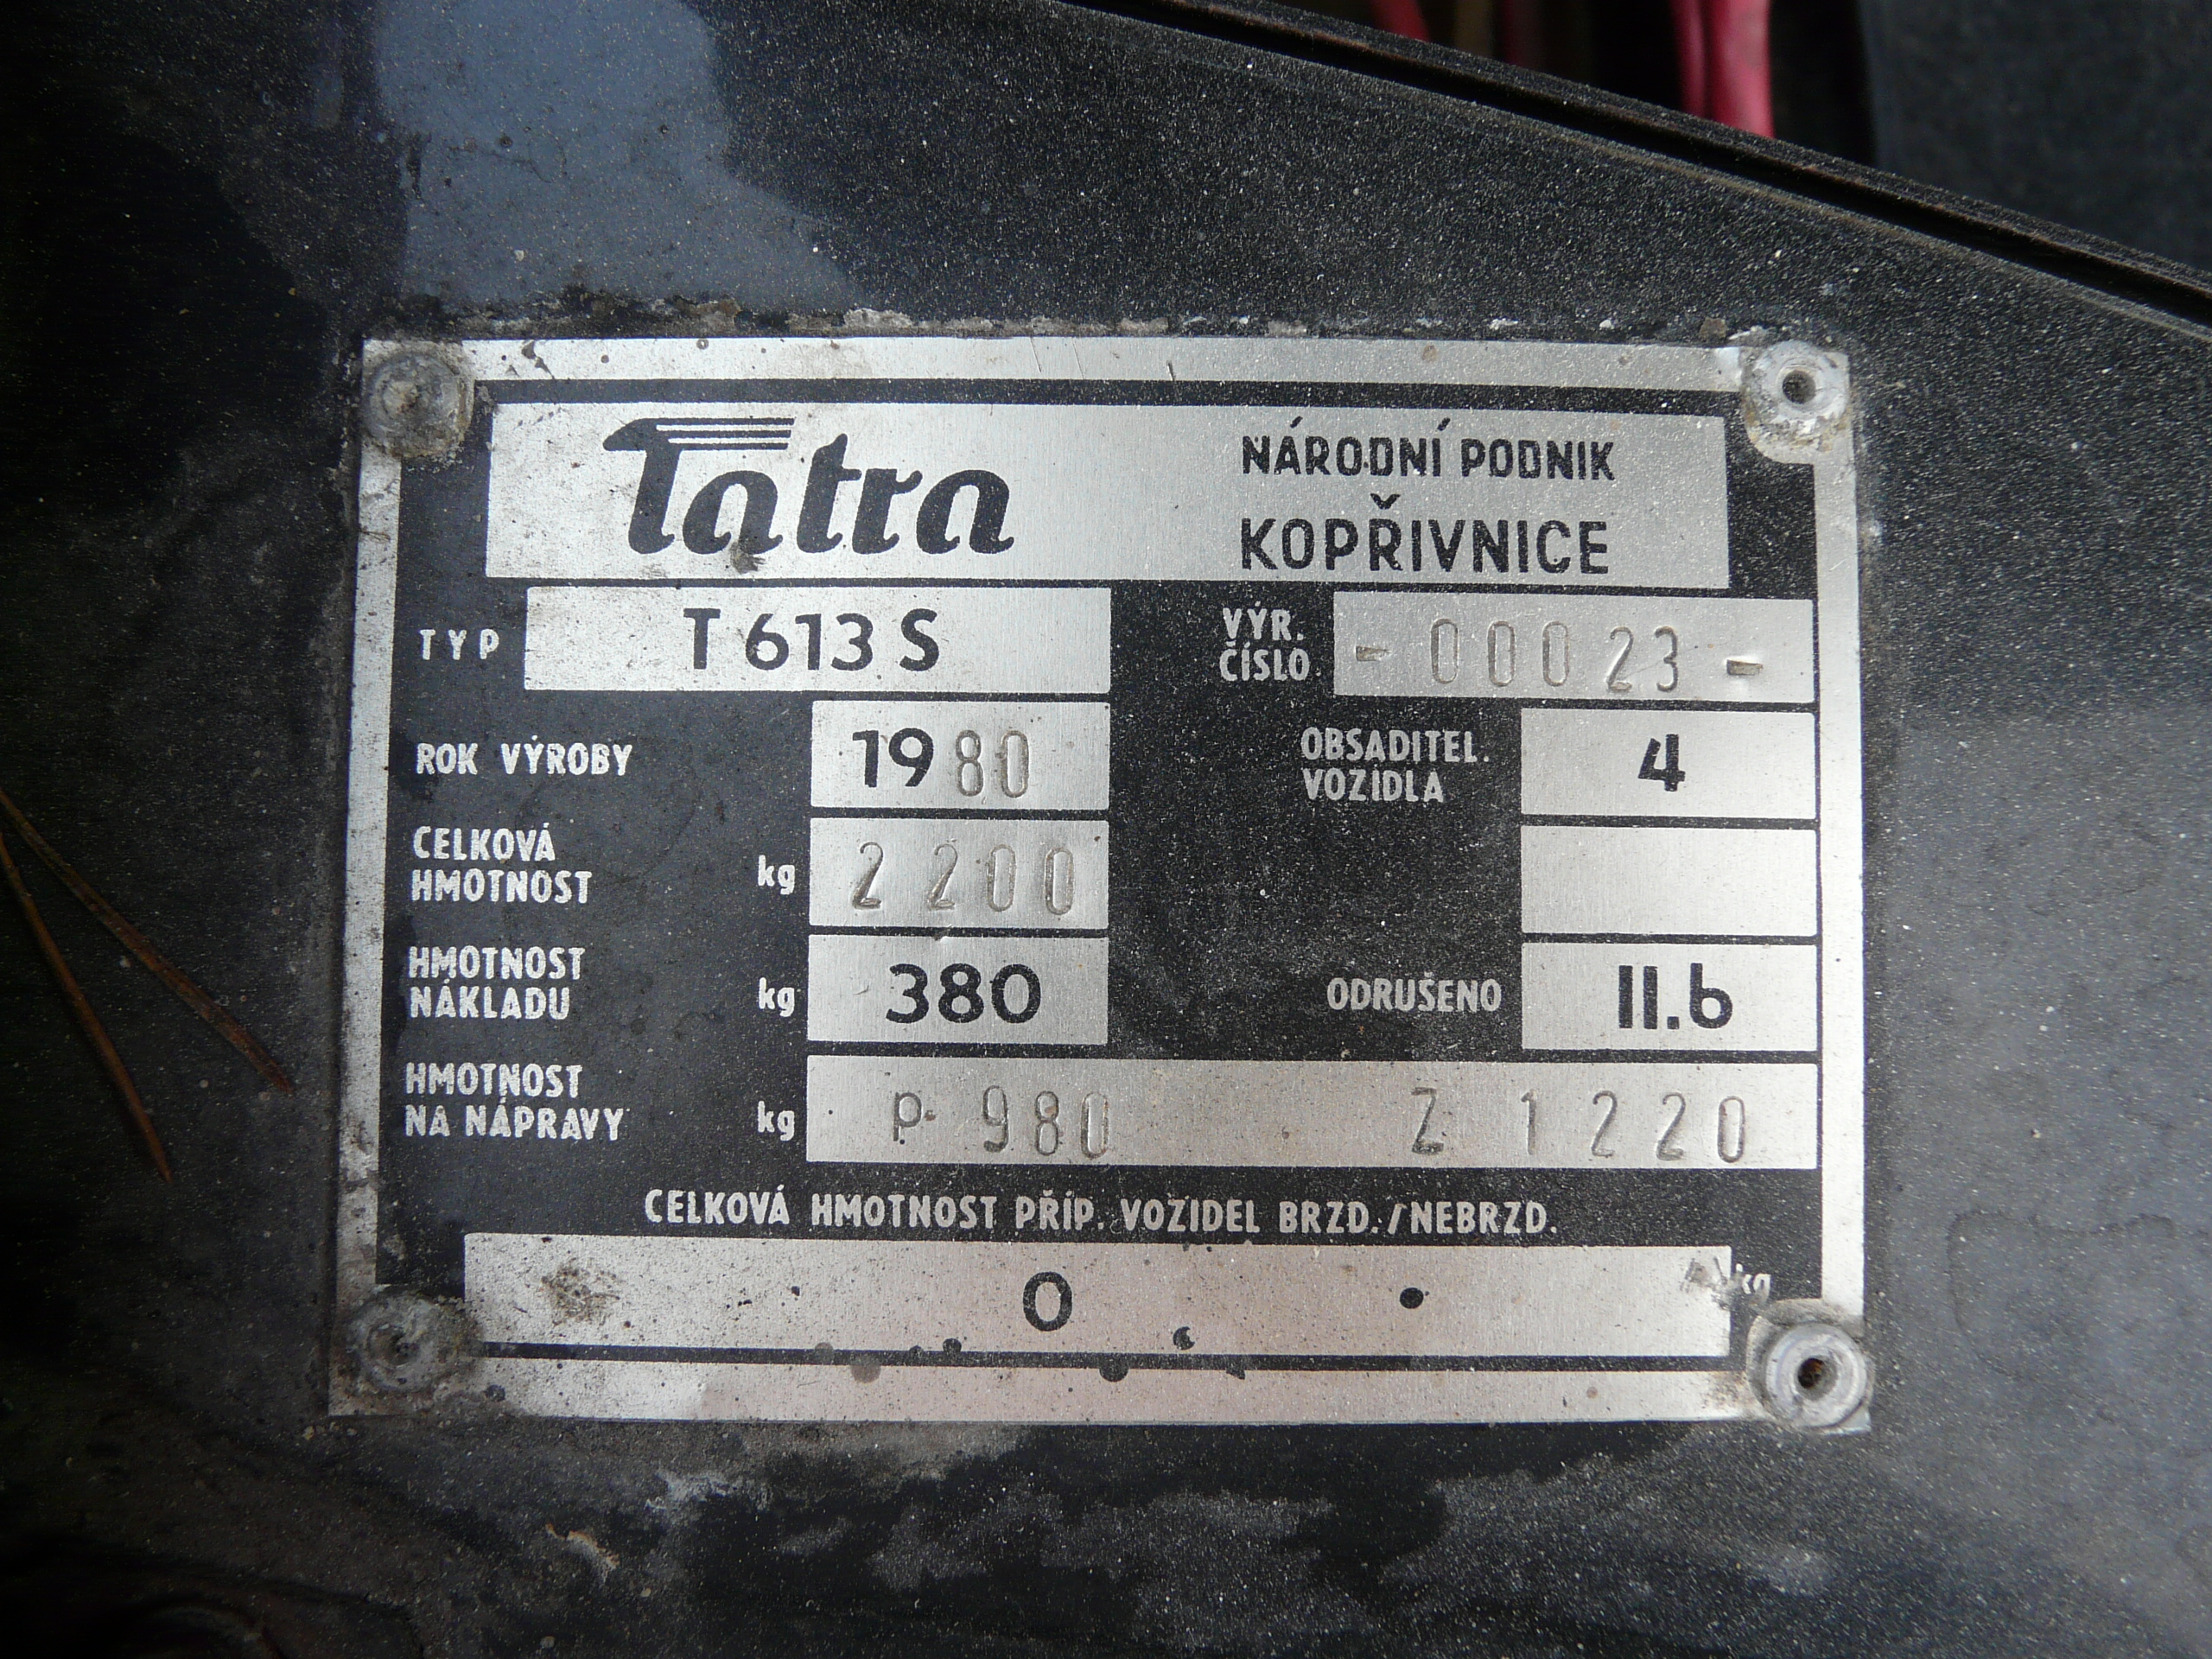 Tatra
NÁRODNÍ PODNIK
KOPŘIVNICE
TYP T 613 S
VÝR.
ČÍSLO - 00023 -
ROK VÝROBY 1980
OBSADITEL.
VOZIDLA 4
CELKOVÁ
HMOTNOST kg 2200
HMOTNOST
NÁKLADU kg 380
ODRUŠENO II.b
HMOTNOST
NA NÁPRAVY kg P 980 Z 1220
CELKOVÁ HMOTNOST PŘÍP. VOZIDEL BRZD./NEBRZD.
0 kg